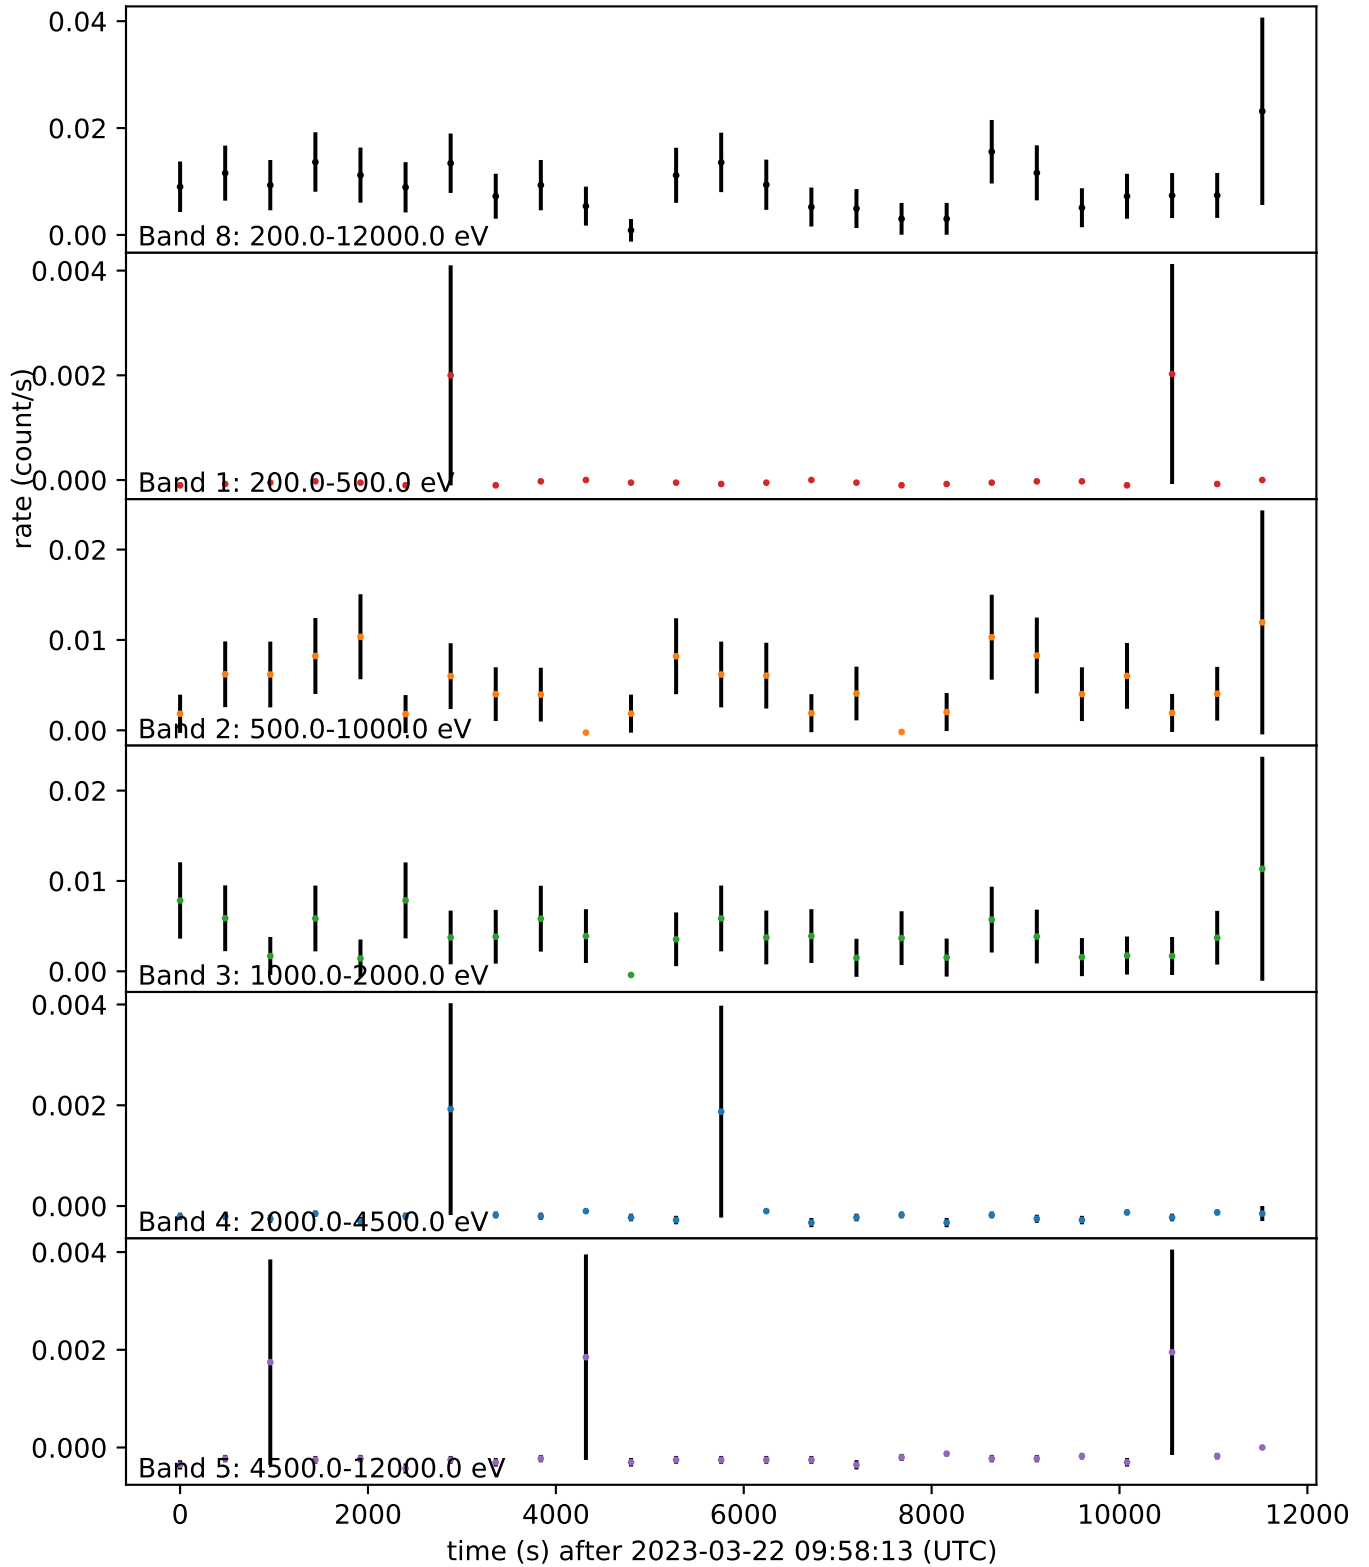 0.04
0.02
0.00
Band 8: 200.0-12000.0 eV
0.004
0.002
0.000
Band 1: 200.0-500.0 eV
rate (count/s)
0.02
0.01
0.00
Band 2: 500.0-1000.0 eV
0.02
0.01
0.00
Band 3: 1000.0-2000.0 eV
0.004
0.002
0.000
Band 4: 2000.0-4500.0 eV
0.004
0.002
0.000
Band 5: 4500.0-12000.0 eV
0 2000 4000 6000 8000 10000 12000
time (s) after 2023-03-22 09:58:13 (UTC)